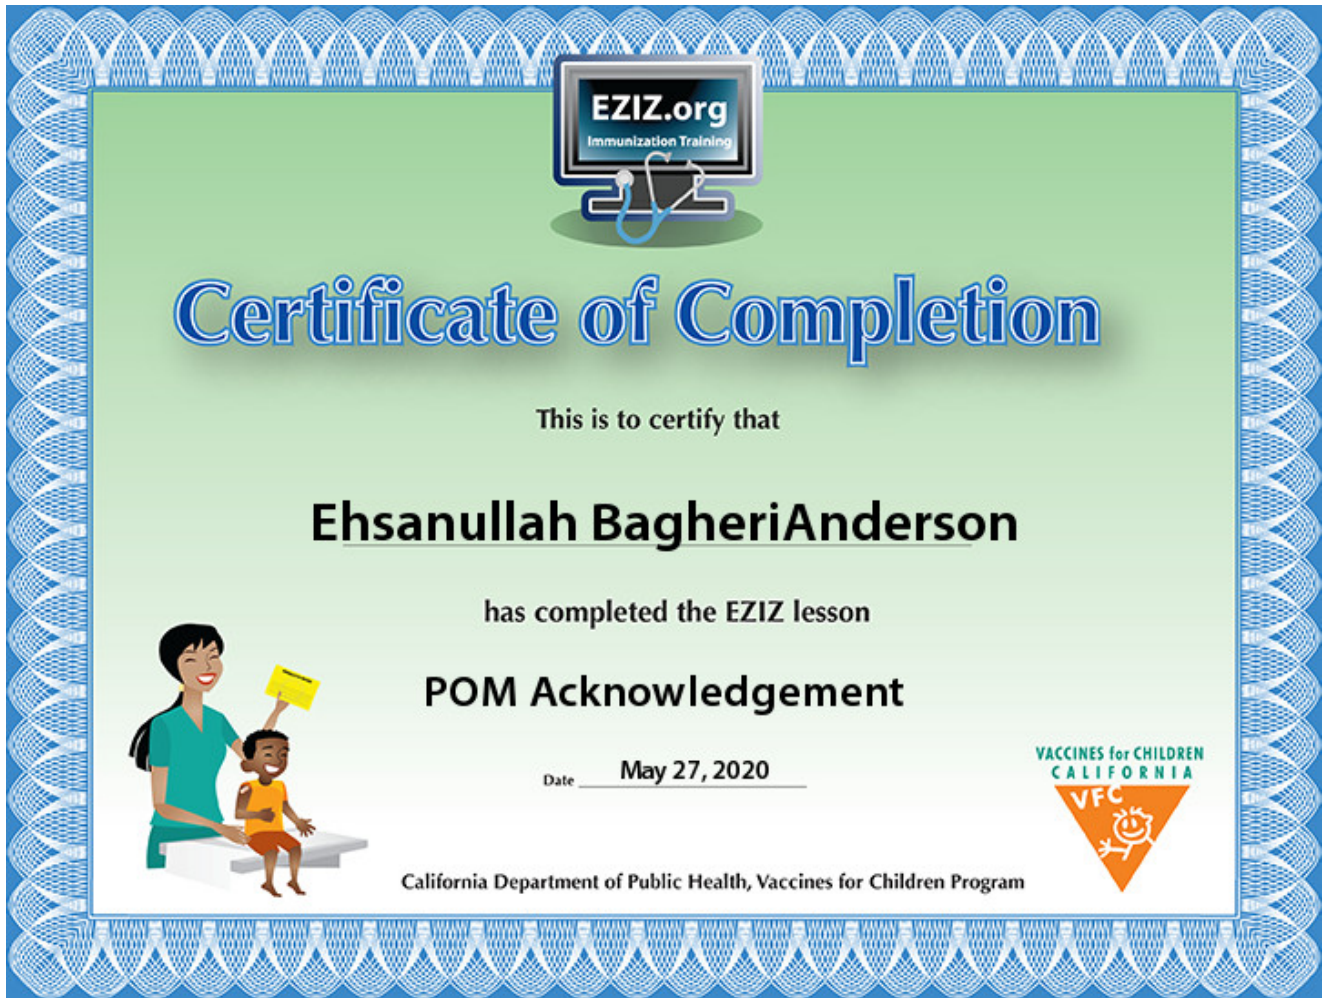 EZIZ.org
Immunization Training
Certificate of Completion
This is to certify that
Ehsanullah BagheriAnderson
has completed the EZIZ lesson
POM Acknowledgement
Date May 27, 2020
VACCINES for CHILDREN
CALIFORNIA
VFC
California Department of Public Health, Vaccines for Children Program